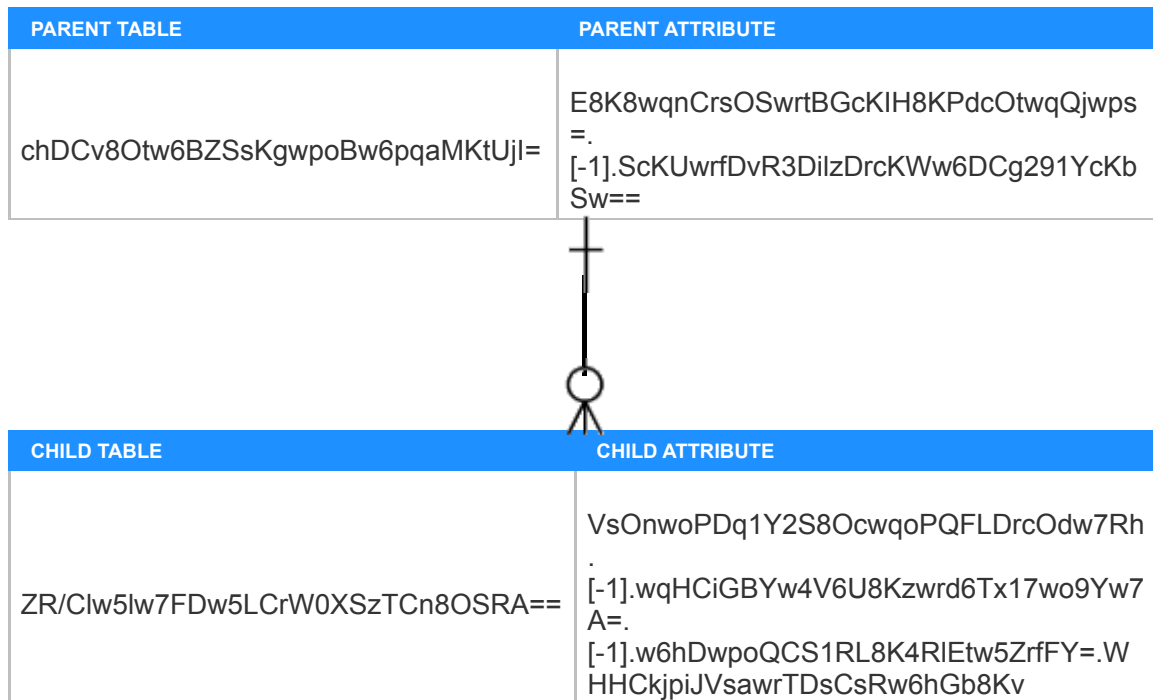 PARENT TABLE PARENT ATTRIBUTE
chDCv8Otw6BZSsKgwpoBw6pqaMKtUjI=
E8K8wqnCrsOSwrtBGcKIH8KPdcOtwqQjwps
=.
[-1].ScKUwrfDvR3DilzDrcKWw6DCg291YcKb
Sw==
CHILD TABLE CHILD ATTRIBUTE
ZR/Clw5lw7FDw5LCrW0XSzTCn8OSRA==
VsOnwoPDq1Y2S8OcwqoPQFLDrcOdw7Rh
.
[-1].wqHCiGBYw4V6U8Kzwrd6Tx17wo9Yw7
A=.
[-1].w6hDwpoQCS1RL8K4RlEtw5ZrfFY=.W
HHCkjpiJVsawrTDsCsRw6hGb8Kv